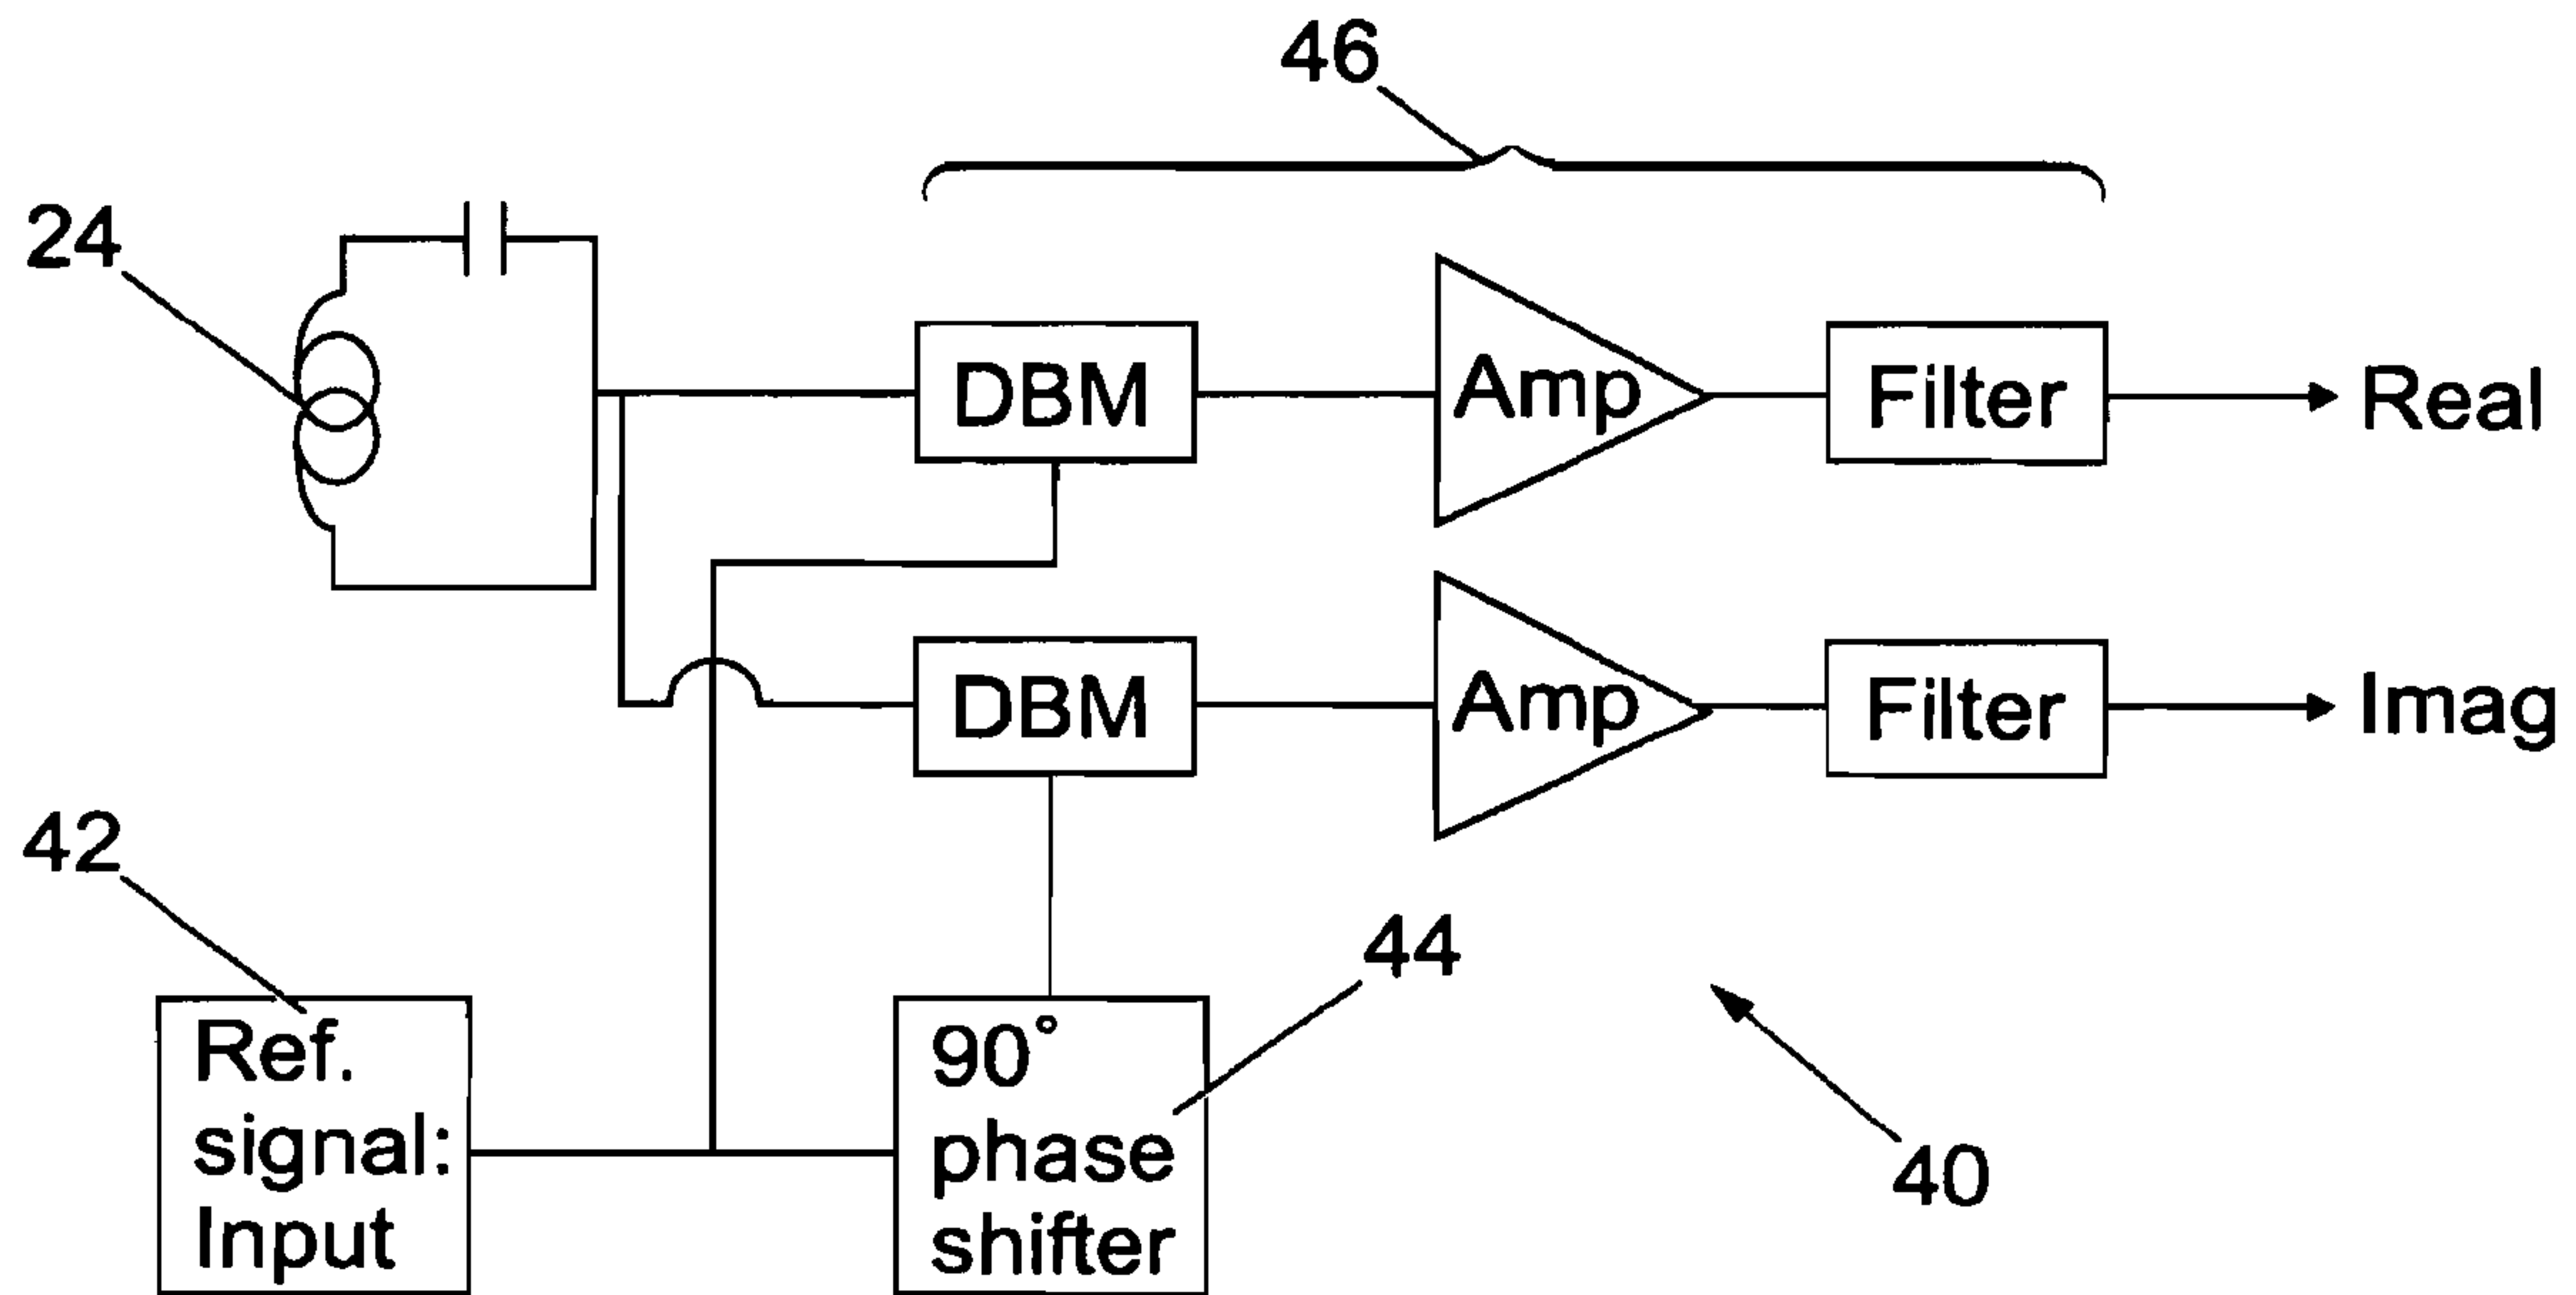 46
24
DBM
Amp
Filter
Real
DBM
Amp
Filter
Imag
42
44
Ref.
signal:
Input
90°
phase
shifter
40